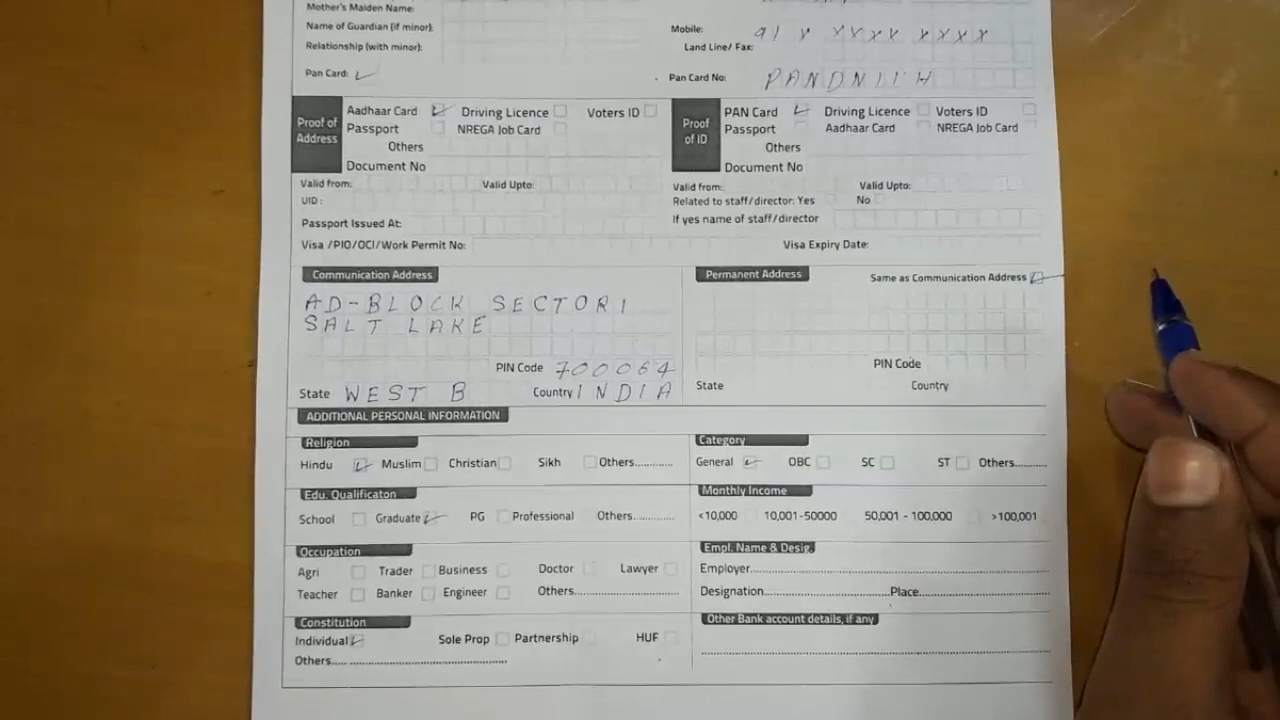 Mother's Maiden Name:
Name of Guardian (if minor):
Mobile: 91 X XXXX XXXX
Relationship (with minor):
Land Line/ Fax:
Pan Card:
Pan Card No:
Proof of Address
Aadhaar Card Driving Licence Voters ID
Passport NREGA Job Card
Others
Document No
Valid from: Valid Upto:
UID :
Passport Issued At:
Visa /PIO/OCI/Work Permit No:
Proof of ID
PAN Card Driving Licence Voters ID
Passport Aadhaar Card NREGA Job Card
Others
Document No
Valid from: Valid Upto:
Related to staff/director: Yes No
If yes name of staff/director
Visa Expiry Date:
Communication Address
AD-BLOCK SECTOR1
SALT LAKE
PIN Code 700064
State WEST B Country INDIA
Permanent Address Same as Communication Address
PIN Code
State Country
ADDITIONAL PERSONAL INFORMATION
Religion
Hindu Muslim Christian Sikh Others............
Category
General OBC SC ST Others..........
Edu. Qualificaton
School Graduate PG Professional Others..............
Monthly Income
<10,000 10,001-50000 50,001 - 100,000 >100,001
Occupation
Agri Trader Business Doctor Lawyer
Teacher Banker Engineer Others..............................
Empl. Name & Desig.
Employer..............................
Designation.............................. Place..............................
Constitution
Individual Sole Prop Partnership HUF
Others..... ..............................
Other Bank account details, if any